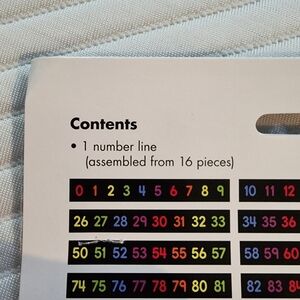 Contents
• 1 number line
(assembled from 16 pieces)
0 1 2 3 4 5 6 7 8 9 10 11 12
26 27 28 29 30 31 32 33 34 35 36
50 51 52 53 54 55 56 57 58 59 60
74 75 76 77 78 79 80 81 82 83 84